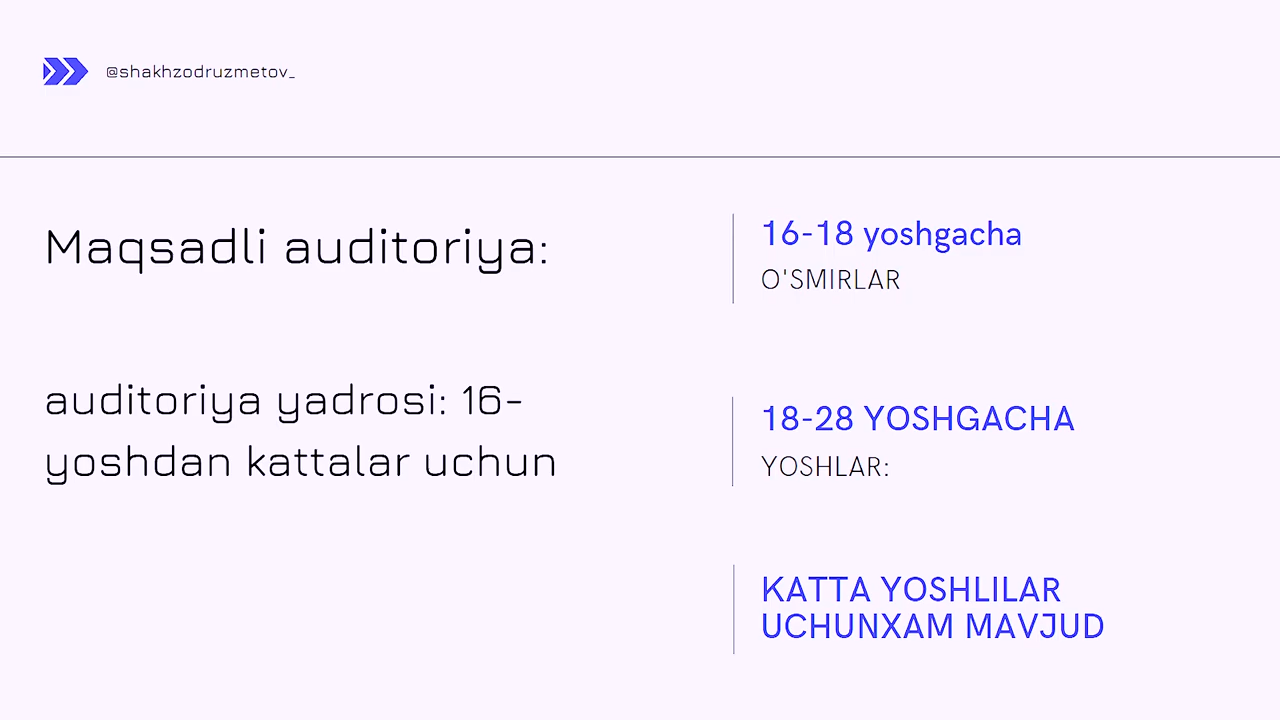 @shakhzodruzmetov_
Maqsadli auditoriya:
auditoriya yadrosi: 16-
yoshdan kattalar uchun
16-18 yoshgacha
O'SMIRLAR
18-28 YOSHGACHA
YOSHLAR:
KATTA YOSHLILAR
UCHUNXAM MAVJUD